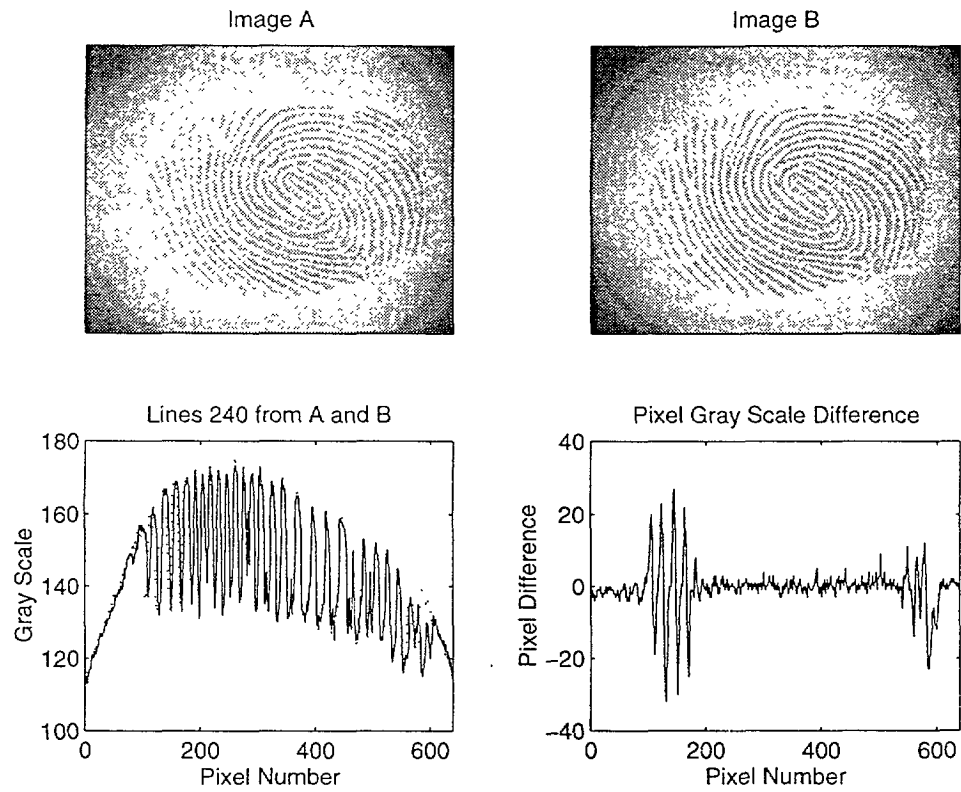 Image A
Image B
Lines 240 from A and B
180
160
140
120
100
Gray Scale
0
200
400
600
Pixel Number
Pixel Gray Scale Difference
40
20
0
−20
−40
Pixel Difference
0
200
400
600
Pixel Number